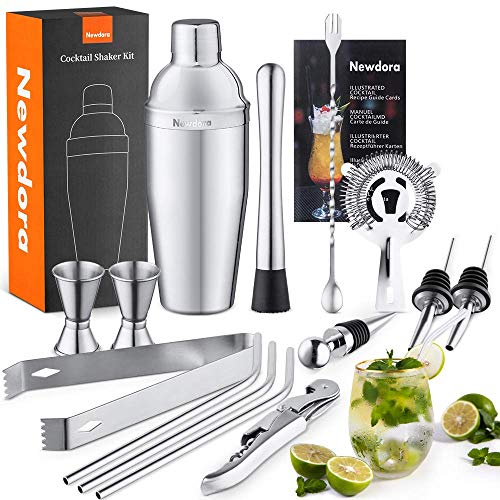 Newdora
Cocktail Shaker Kit
Newdora
Newdora
Newdora
ILLUSTRATED
COCKTAIL
Recipe Guide Cards
MANUEL
COCKTAILMD
Carte de Guide
ILLUSTRIERTER
COCKTAIL
Rezeptführer Karten